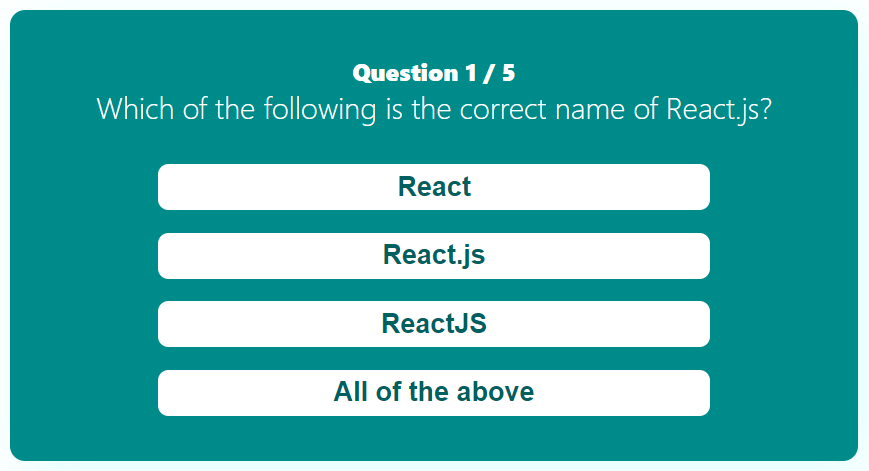 Question 1 / 5
Which of the following is the correct name of React.js?
React
React.js
ReactJS
All of the above